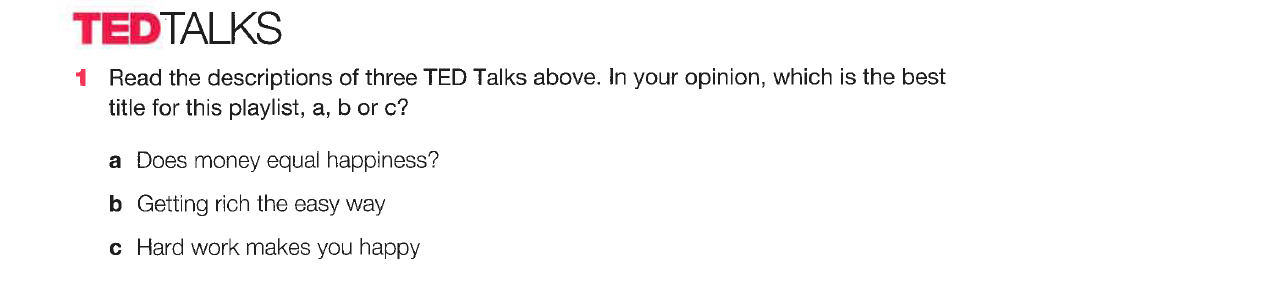 TEDTALKS
1 Read the descriptions of three TED Talks above. In your opinion, which is the best
title for this playlist, a, b or c?
a Does money equal happiness?
b Getting rich the easy way
c Hard work makes you happy